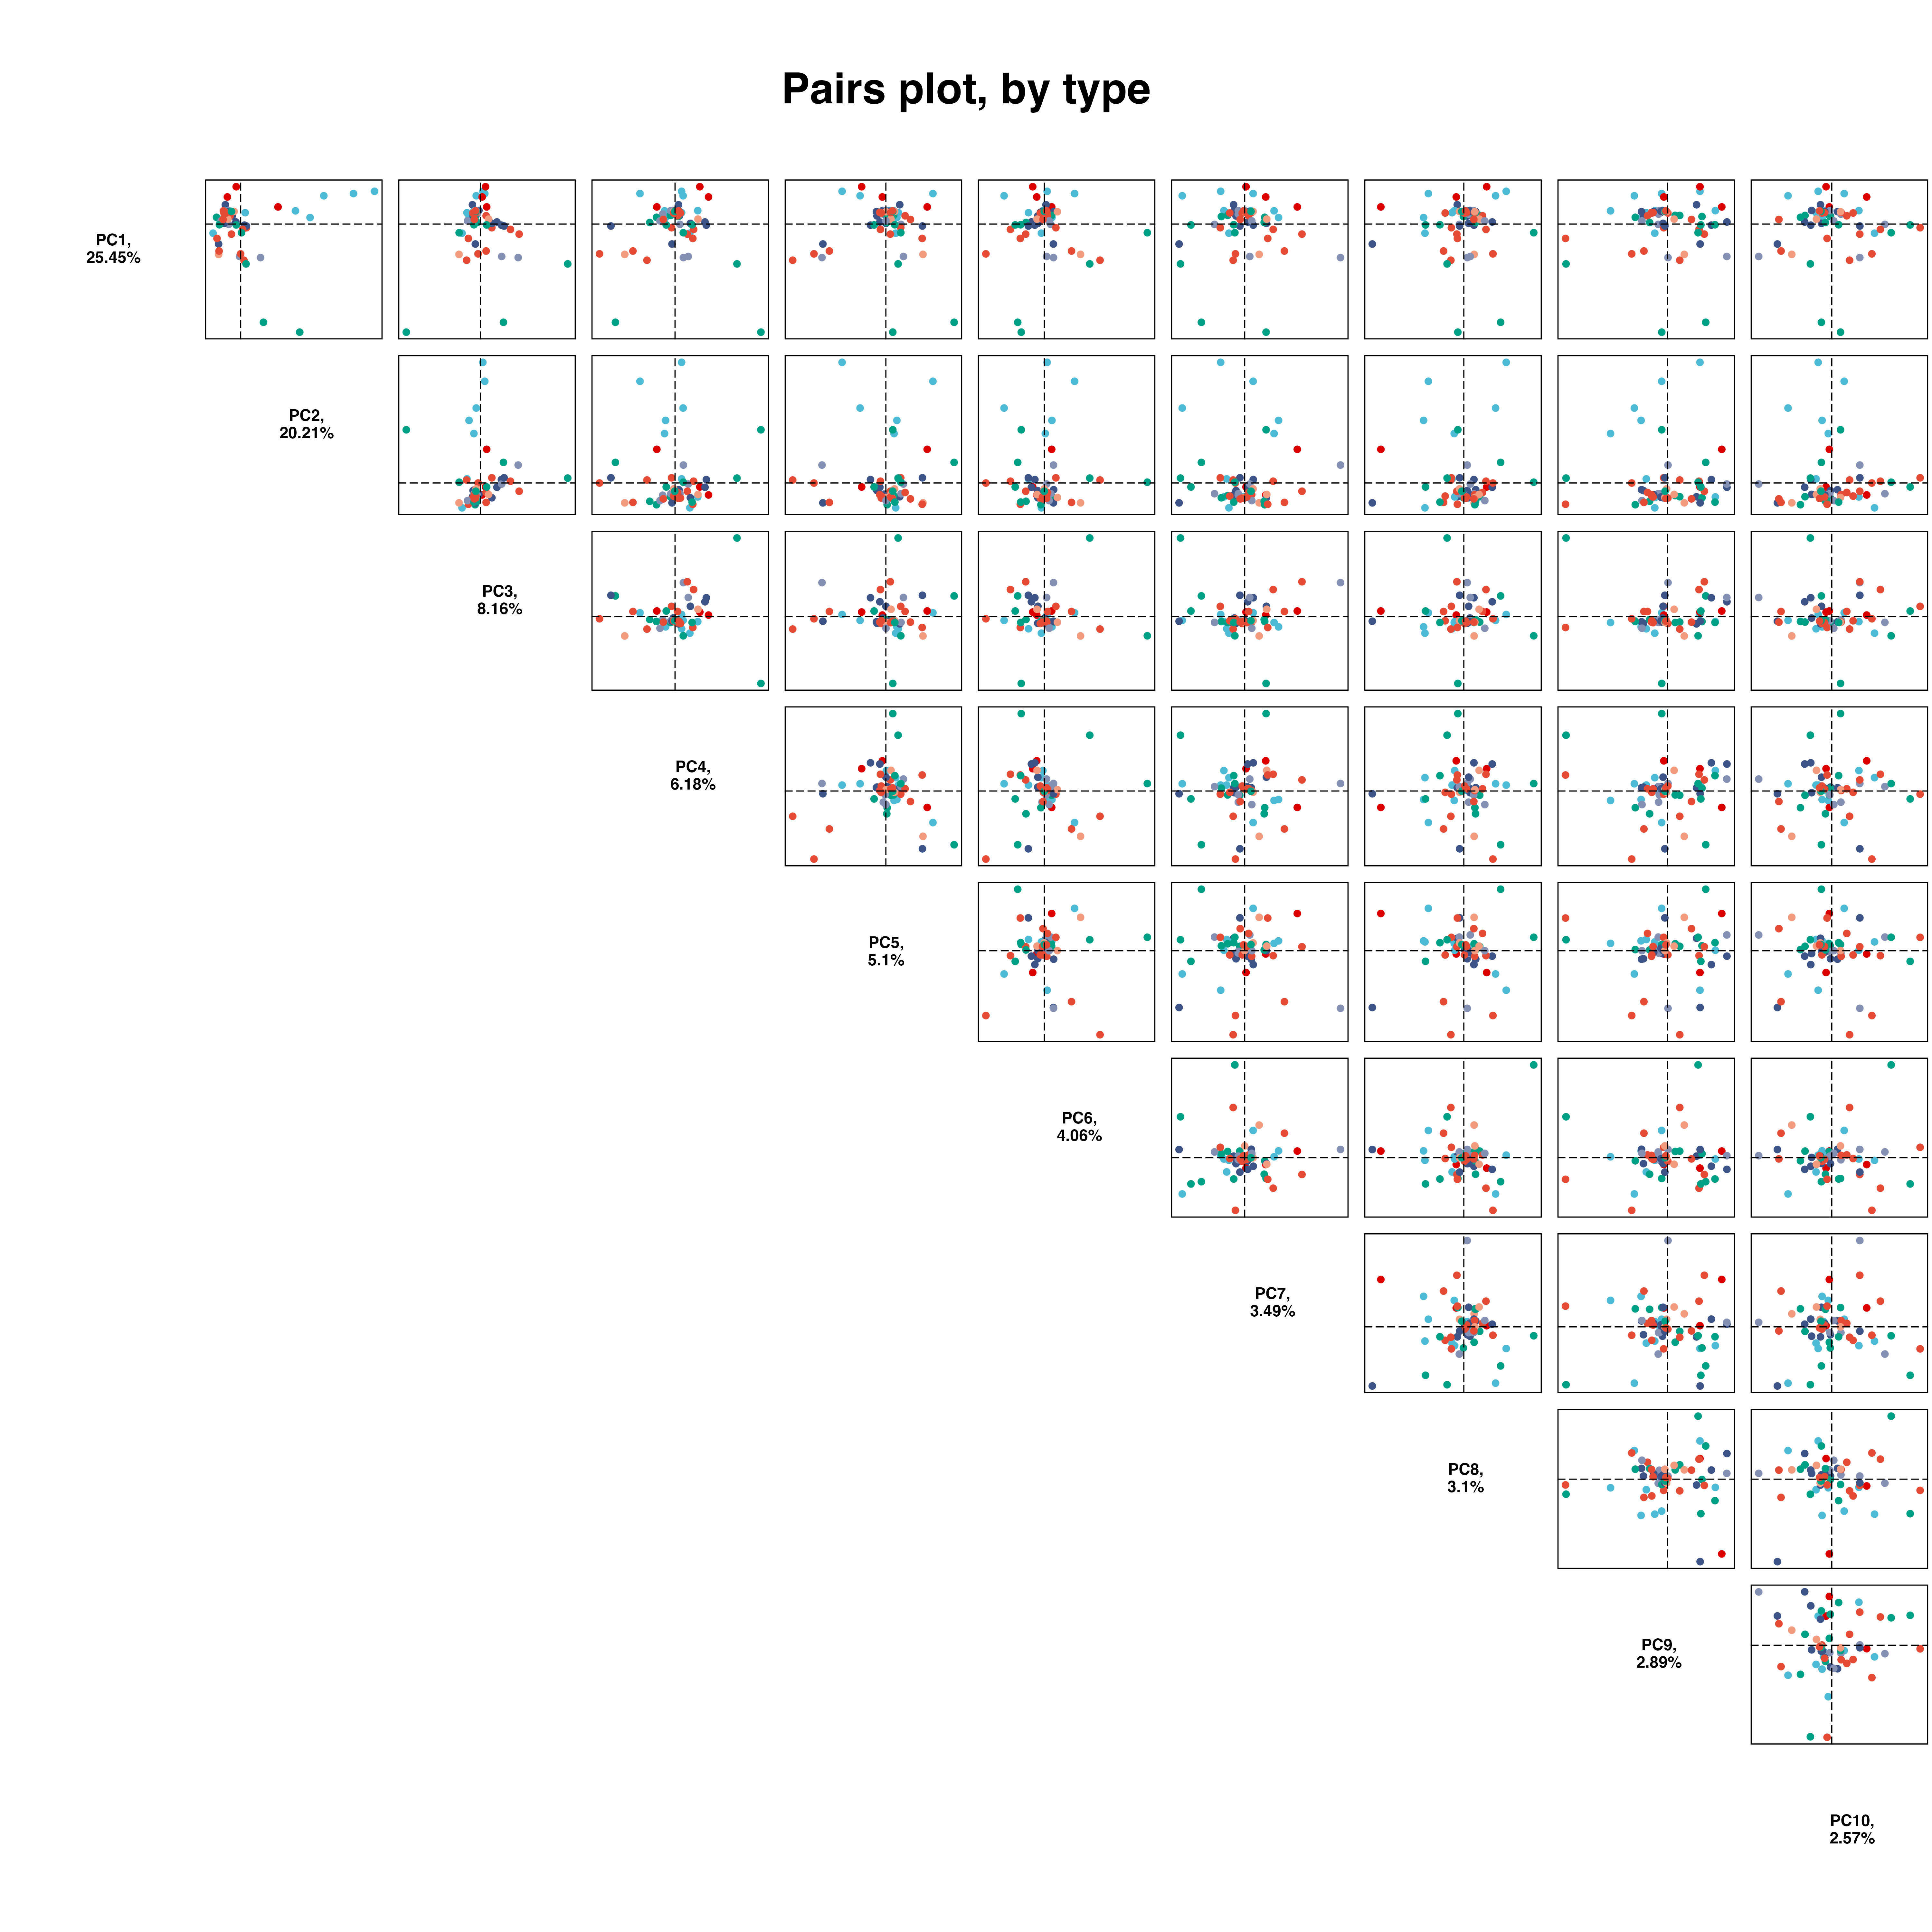 Pairs plot, by type
PC1,
25.45%
PC2,
20.21%
PC3,
8.16%
PC4,
6.18%
PC5,
5.1%
PC6,
4.06%
PC7,
3.49%
PC8,
3.1%
PC9,
2.89%
PC10,
2.57%